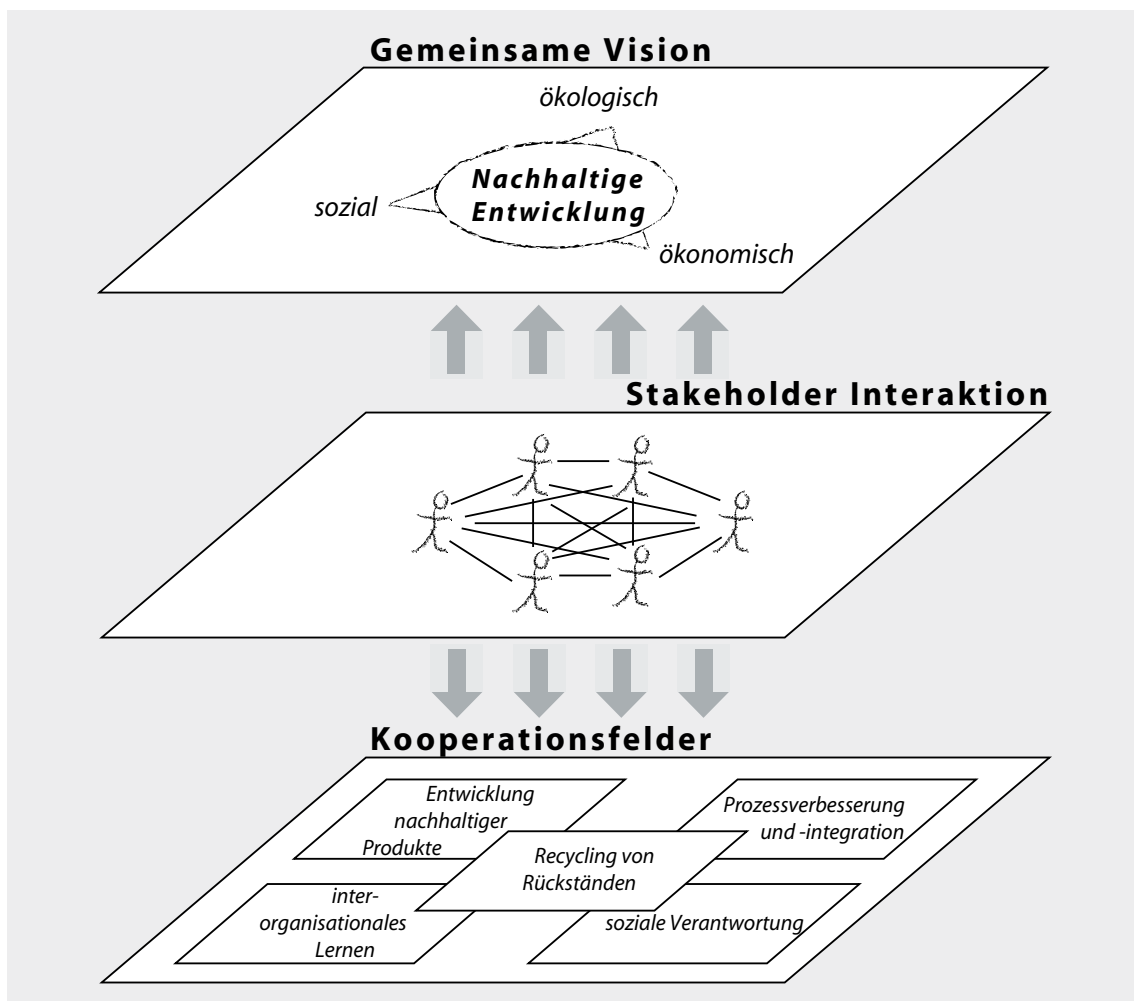 Gemeinsame Vision
ökologisch
Nachhaltige
Entwicklung
sozial
ökonomisch
Stakeholder Interaktion
Kooperationsfelder
Entwicklung
nachhaltiger
Produkte
Prozessverbesserung
und -integration
Recycling von
Rückständen
inter-
organisationales
Lernen
soziale Verantwortung